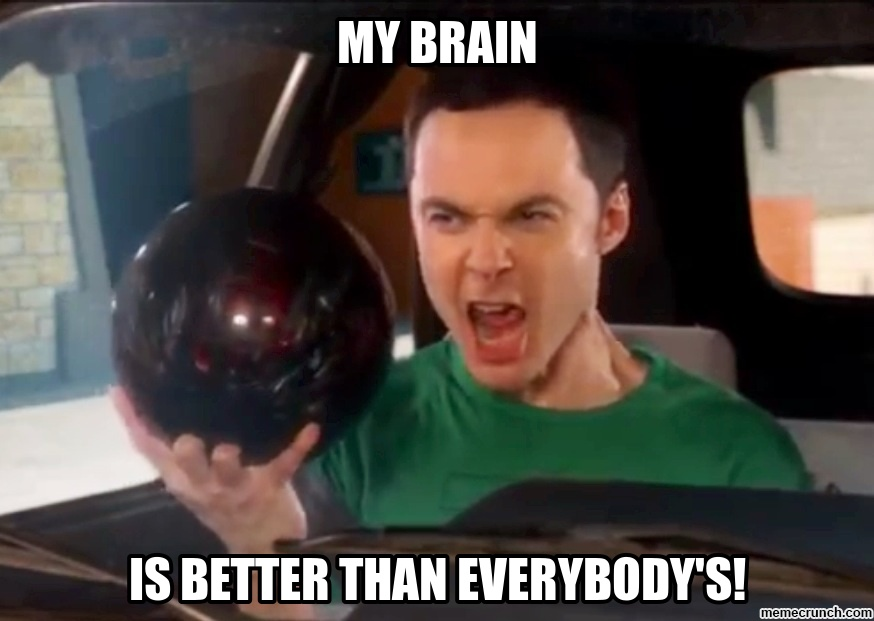 MY BRAIN
IS BETTER THAN EVERYBODY'S!
memecrunch.com